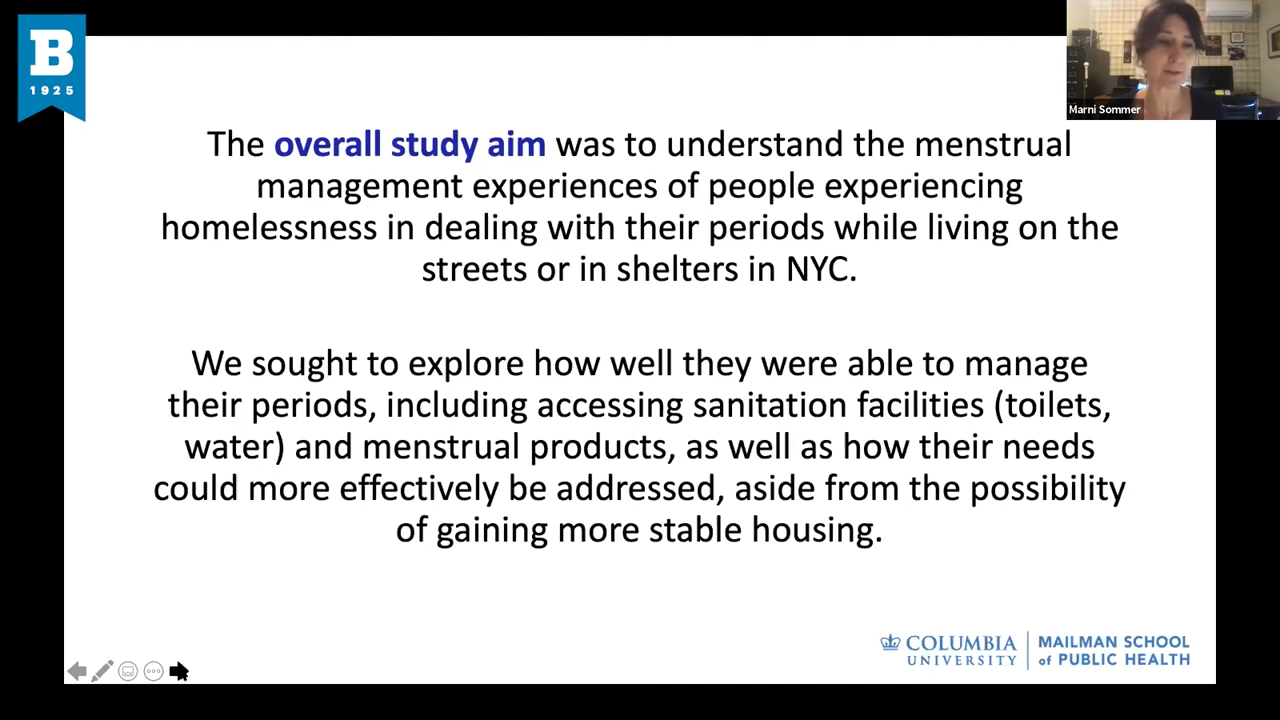 B
1925
Marni Sommer
The overall study aim was to understand the menstrual
management experiences of people experiencing
homelessness in dealing with their periods while living on the
streets or in shelters in NYC.
We sought to explore how well they were able to manage
their periods, including accessing sanitation facilities (toilets,
water) and menstrual products, as well as how their needs
could more effectively be addressed, aside from the possibility
of gaining more stable housing.
COLUMBIA
UNIVERSITY
MAILMAN SCHOOL
of PUBLIC HEALTH